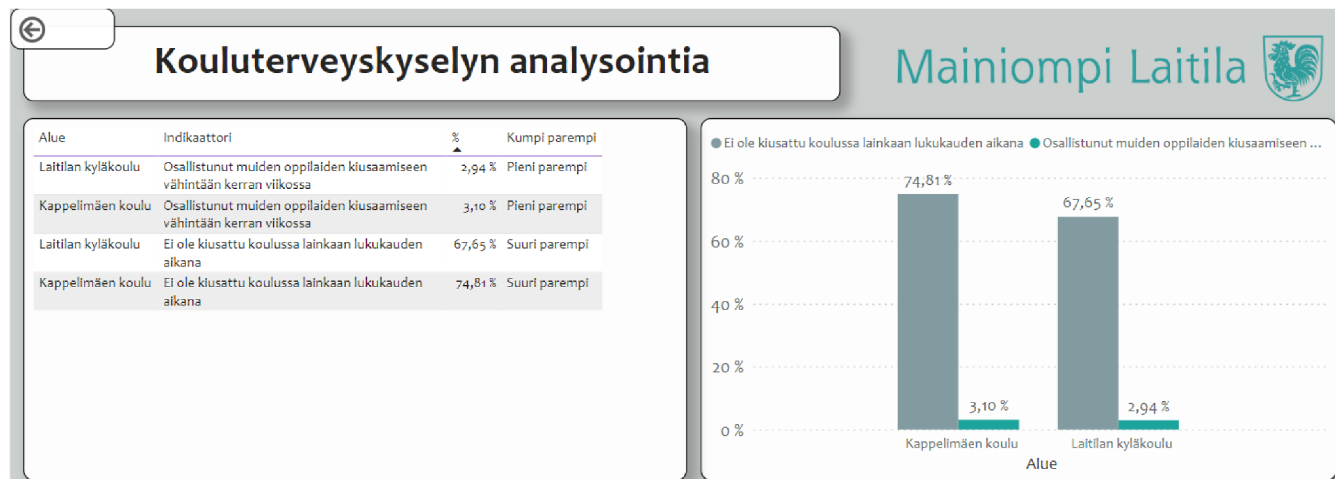 Kouluterveyskyselyn analysointia
Mainiompi Laitila
Alue Indikaattori % Kumpi parempi
Laitilan kyläkoulu Osallistunut muiden oppilaiden kiusaamiseen 2,94 % Pieni parempi
vähintään kerran viikossa
Kappelimäen koulu Osallistunut muiden oppilaiden kiusaamiseen 3,10 % Pieni parempi
vähintään kerran viikossa
Laitilan kyläkoulu Ei ole kiusattu koulussa lainkaan lukukauden 67,65 % Suuri parempi
aikana
Kappelimäen koulu Ei ole kiusattu koulussa lainkaan lukukauden 74,81 % Suuri parempi
aikana
Ei ole kiusattu koulussa lainkaan lukukauden aikana Osallistunut muiden oppilaiden kiusaamiseen ...
80 %
74,81 %
67,65 %
60 %
40 %
20 %
3,10 %
2,94 %
0 %
Kappelimäen koulu Laitilan kyläkoulu
Alue